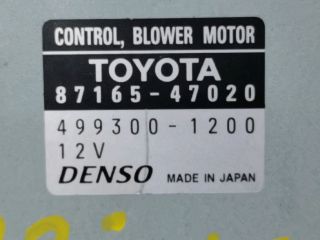 CONTROL, BLOWER MOTOR
TOYOTA
87165-47020
499300-1200
12V
DENSO MADE IN JAPAN